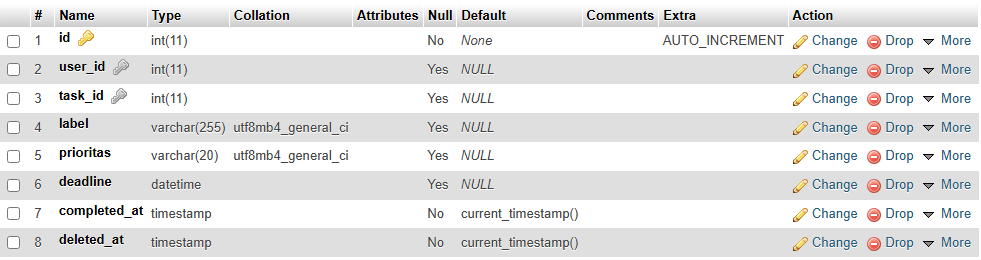 # Name Type Collation Attributes Null Default Comments Extra Action
1 id int(11) No None AUTO_INCREMENT Change Drop More
2 user_id int(11) Yes NULL Change Drop More
3 task_id int(11) Yes NULL Change Drop More
4 label varchar(255) utf8mb4_general_ci Yes NULL Change Drop More
5 prioritas varchar(20) utf8mb4_general_ci Yes NULL Change Drop More
6 deadline datetime Yes NULL Change Drop More
7 completed_at timestamp No current_timestamp() Change Drop More
8 deleted_at timestamp No current_timestamp() Change Drop More